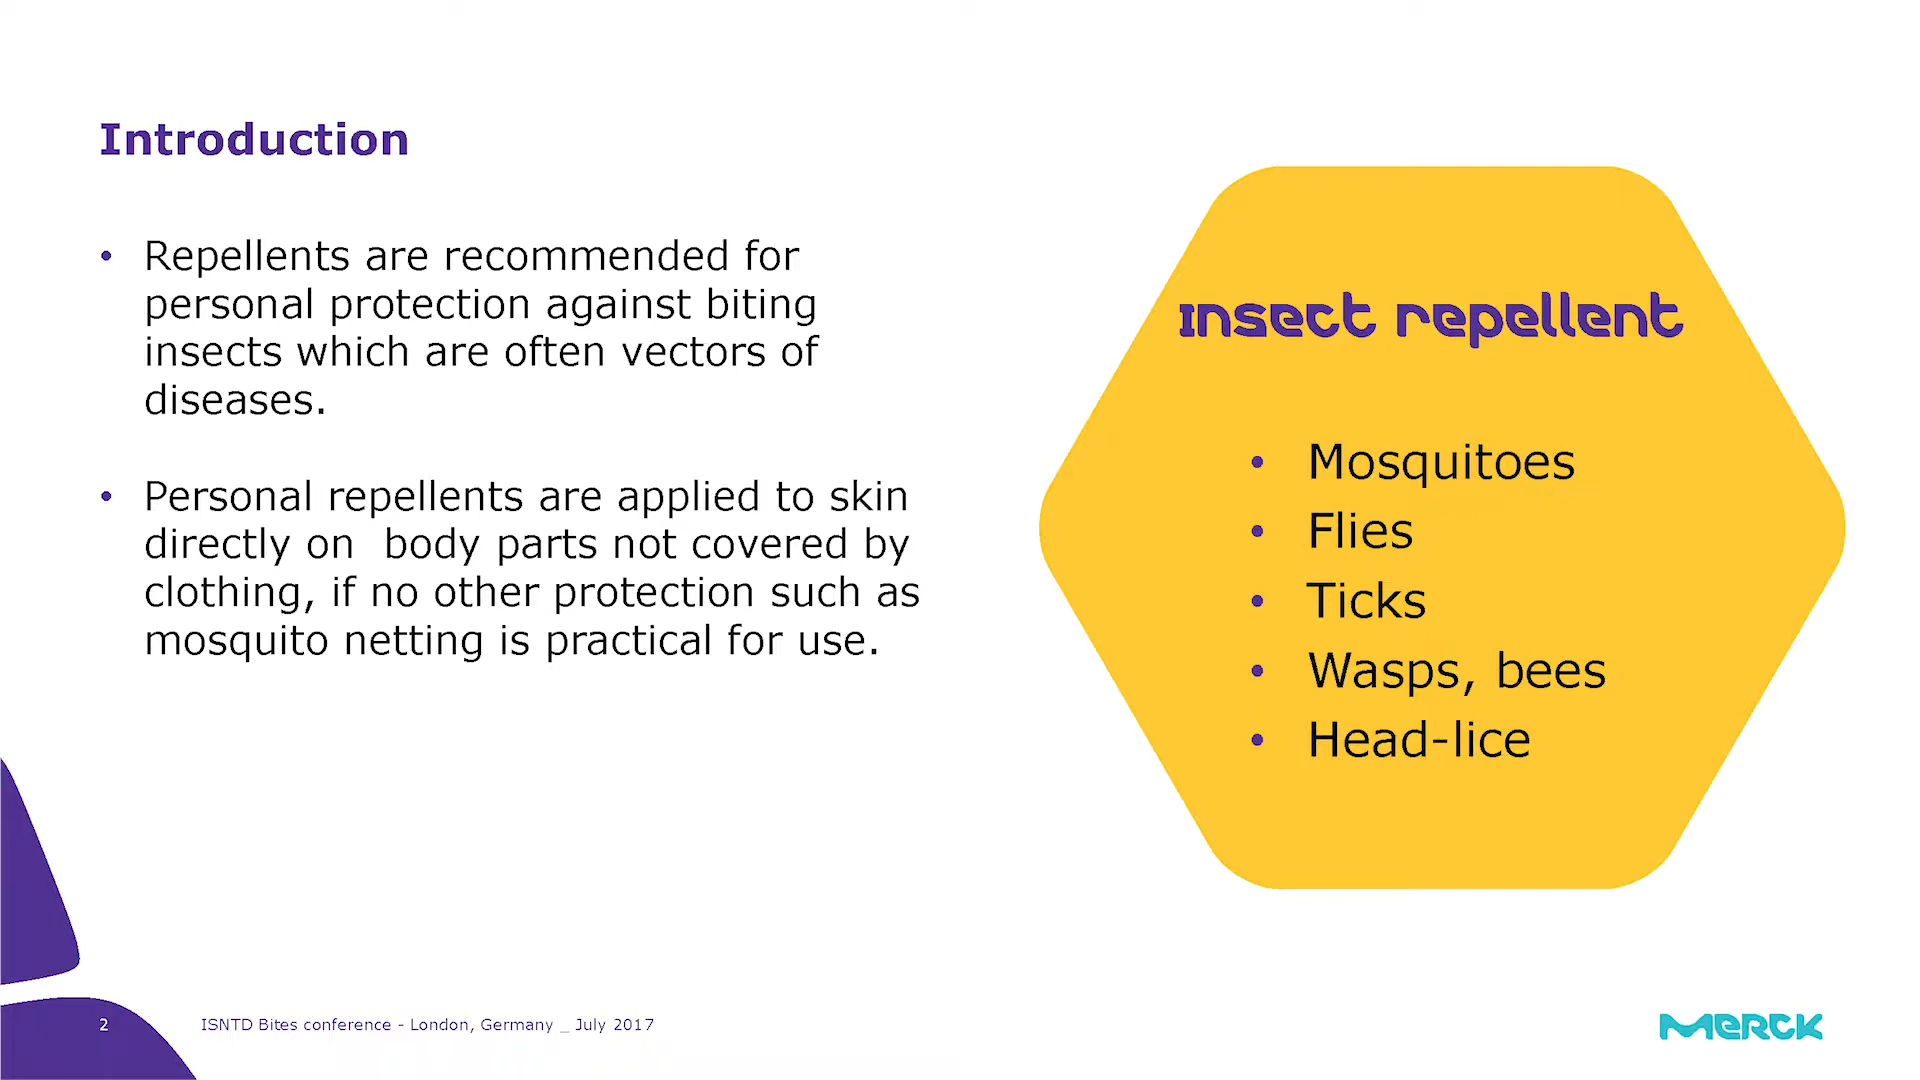 Introduction
• Repellents are recommended for
personal protection against biting
insects which are often vectors of
diseases.
• Personal repellents are applied to skin
directly on  body parts not covered by
clothing, if no other protection such as
mosquito netting is practical for use.
Insect repellent
• Mosquitoes
• Flies
• Ticks
• Wasps, bees
• Head-lice
2
ISNTD Bites conference - London, Germany _ July 2017
MERCK